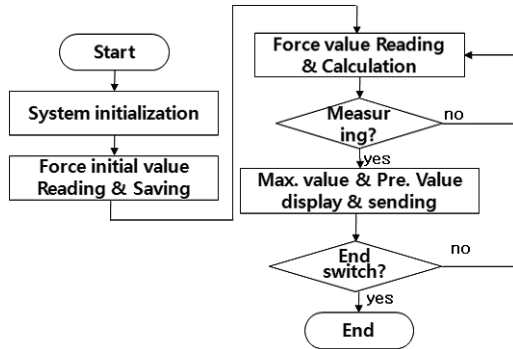 Start
System initialization
Force initial value
Reading & Saving
Force value Reading
& Calculation
Measur
ing?
no
yes
Max. value & Pre. Value
display & sending
End
switch?
no
yes
End